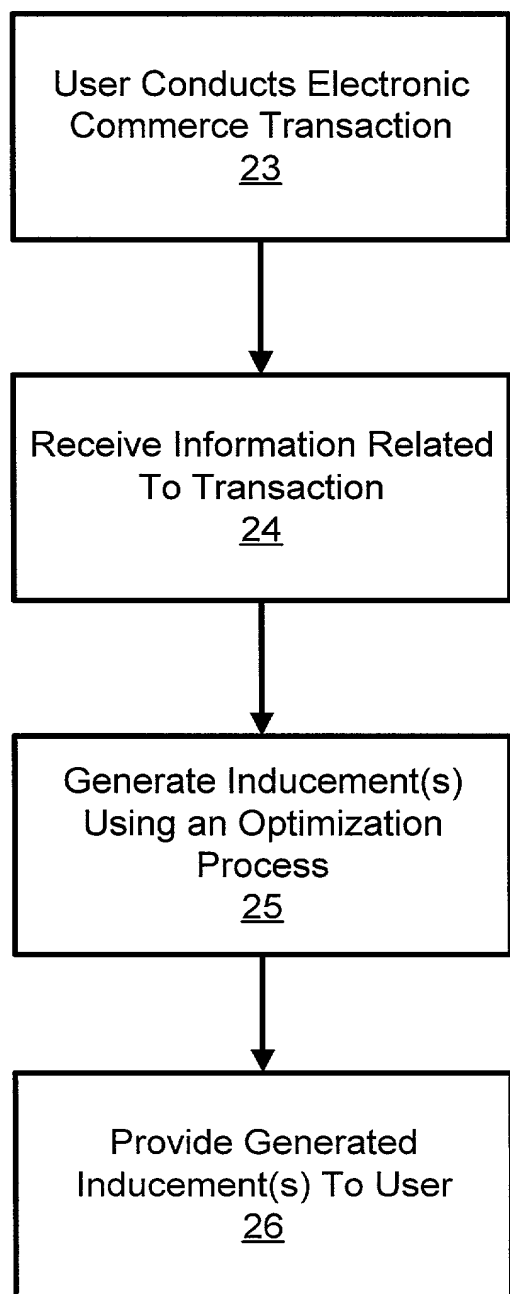 User Conducts Electronic
Commerce Transaction
23
Receive Information Related
To Transaction
24
Generate Inducement(s)
Using an Optimization
Process
25
Provide Generated
Inducement(s) To User
26